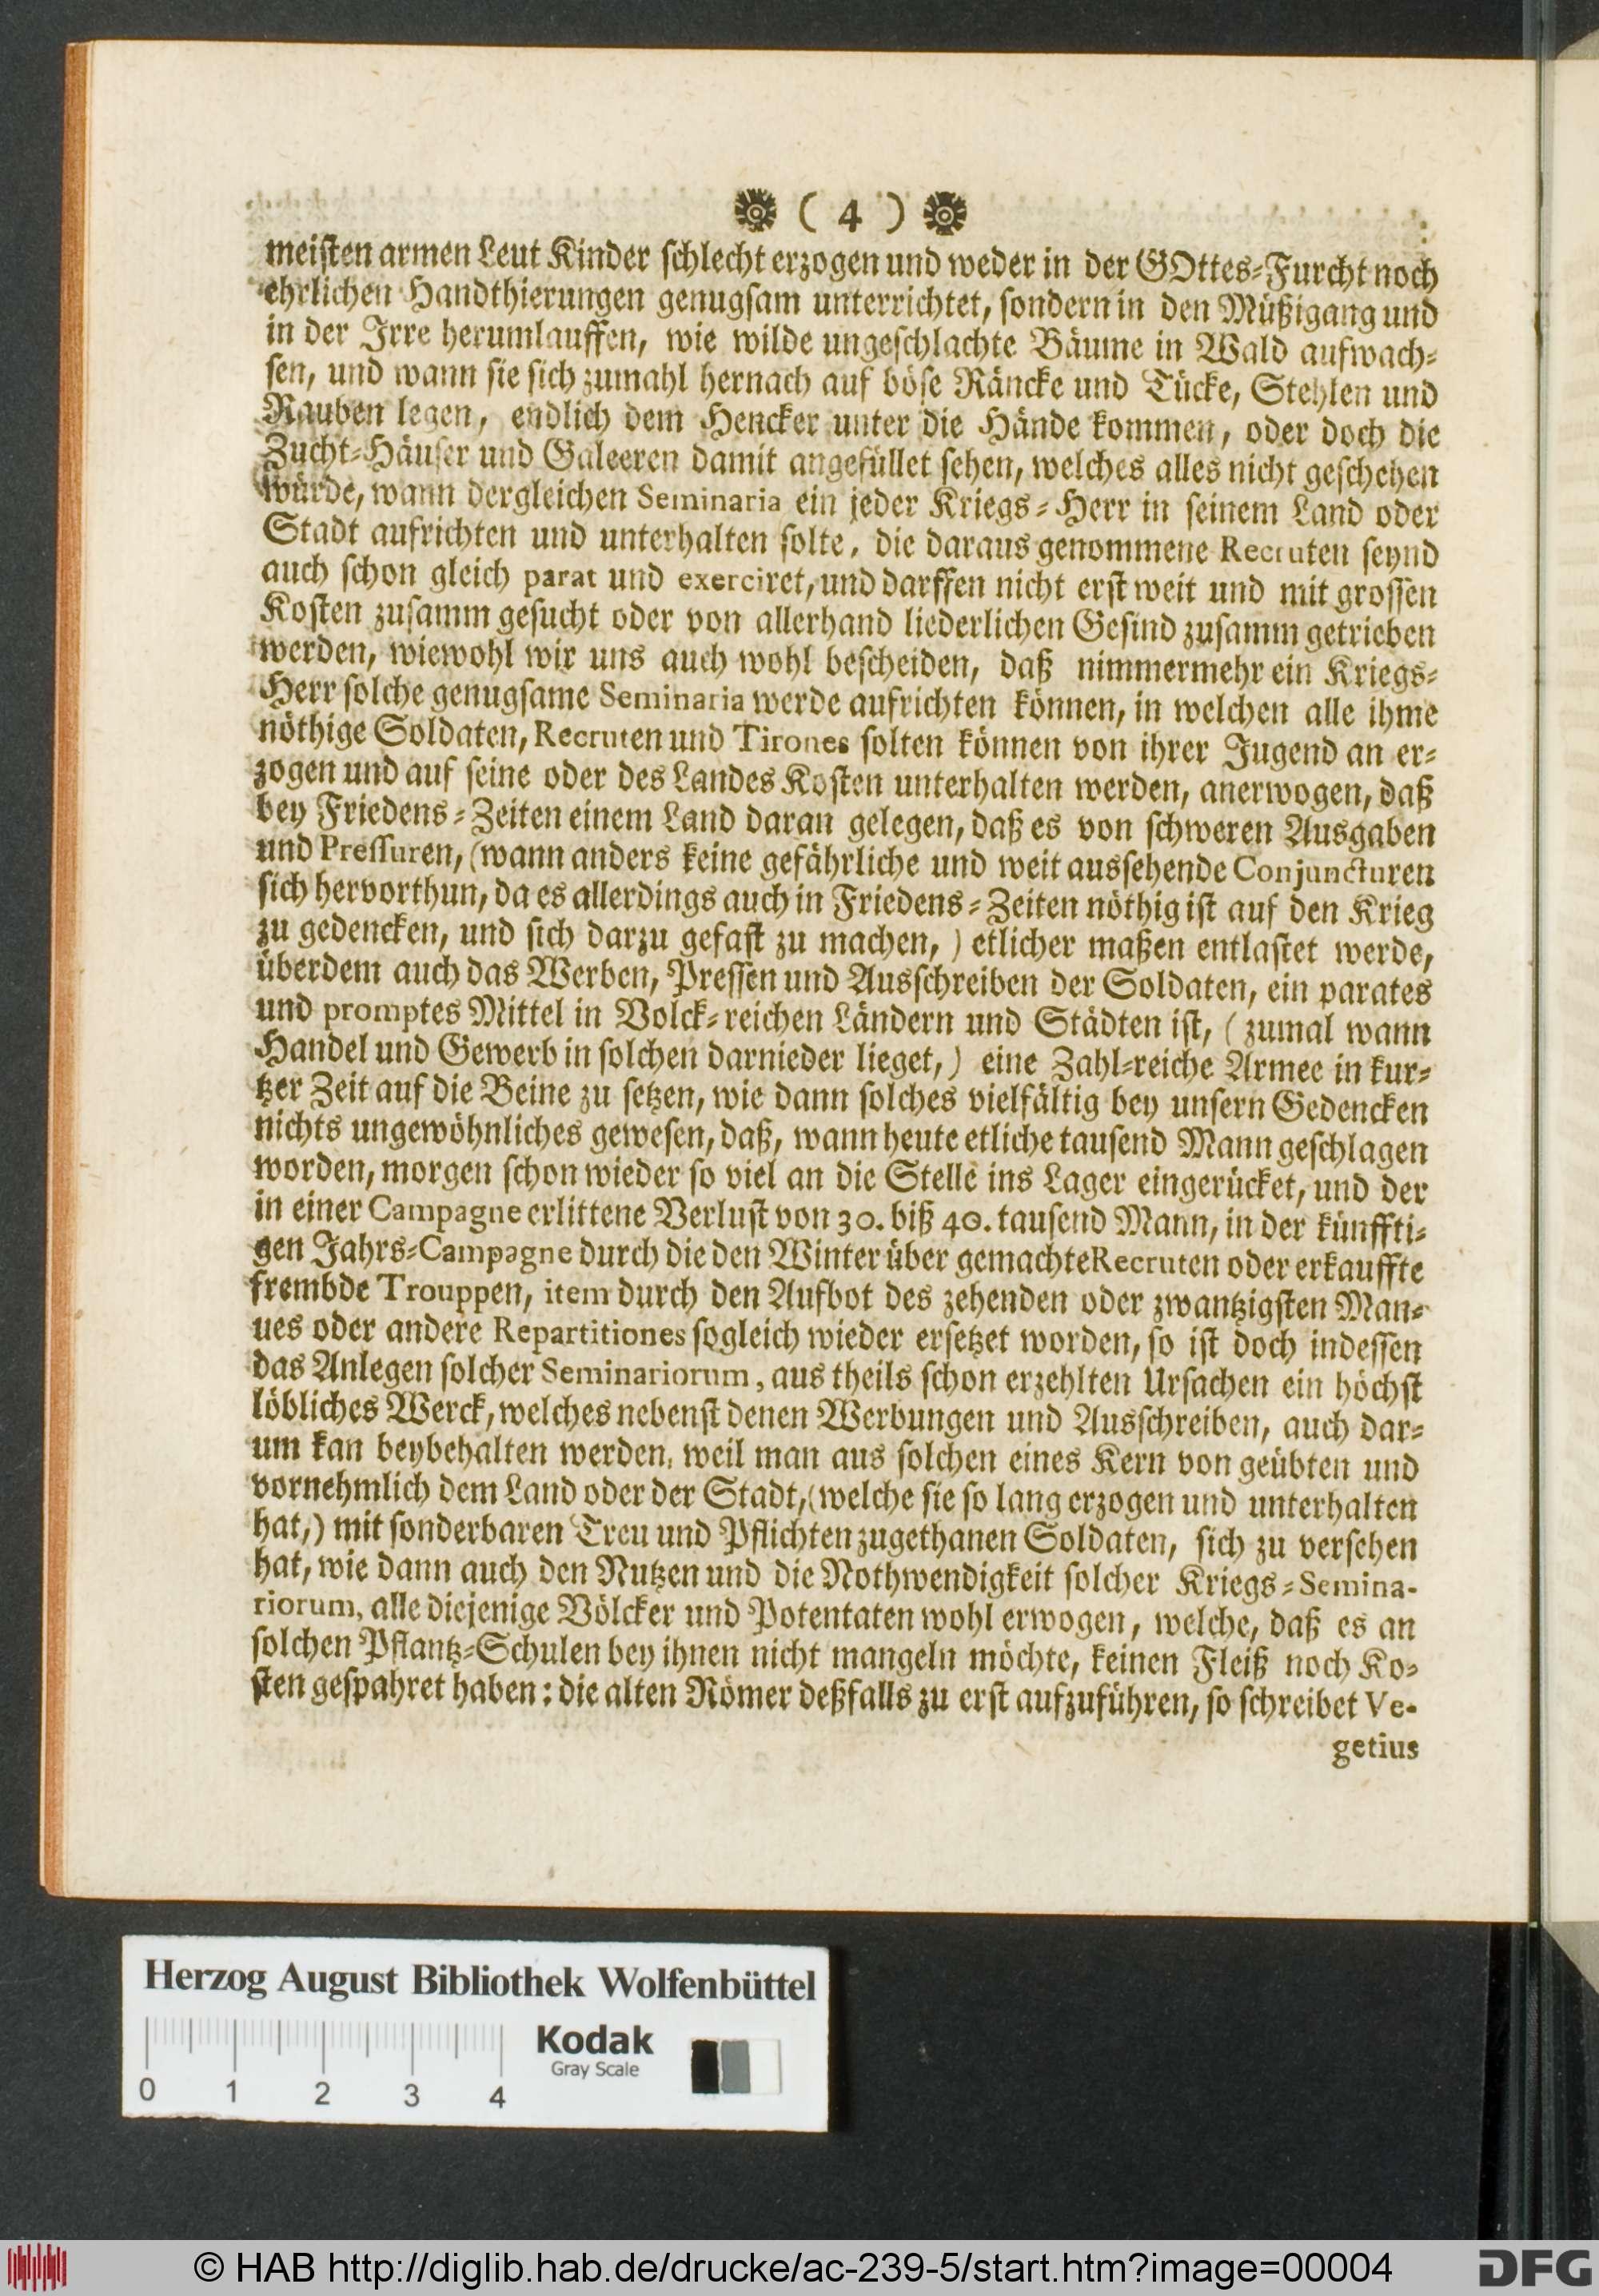 ( 4 )
meisten armen Leut Kinder schlecht erzogen und weder in der GOttes-Furcht noch
ehrlichen Handthierungen genugsam unterrichtet, sondern in den Müßigang und
in der Irre herumlauffen, wie wilde ungeschlachte Bäume in Wald aufwach-
sen, und wann sie sich zumahl hernach auf böse Räncke und Tücke, Stehlen und
Rauben legen, endlich dem Hencker unter die Hände kommen, oder doch die
Zucht-Häuser und Galeeren damit angefüllet sehen, welches alles nicht geschehen
würde, wann dergleichen Seminaria ein jeder Kriegs-Herr in seinem Land oder
Stadt aufrichten und unterhalten solte, die daraus genommene Recruten seynd
auch schon gleich parat und exerciret, und darffen nicht erst weit und mit grossen
Kosten zusamm gesucht oder von allerhand liederlichen Gesind zusamm getrieben
werden, wiewohl wir uns auch wohl bescheiden, daß nimmermehr ein Kriegs-
Herr solche genugsame Seminaria werde aufrichten können, in welchen alle ihme
nöthige Soldaten, Recruten und Tirones solten können von ihrer Jugend an er-
zogen und auf seine oder des Landes Kosten unterhalten werden, anerwogen, daß
bey Friedens-Zeiten einem Land daran gelegen, daß es von schweren Ausgaben
und Pressuren, (wann anders keine gefährliche und weit aussehende Conjuncturen
sich hervorthun, da es allerdings auch in Friedens-Zeiten nöthig ist auf den Krieg
zu gedencken, und sich darzu gefast zu machen, ) etlicher maßen entlastet werde,
überdem auch das Werben, Pressen und Ausschreiben der Soldaten, ein parates
und promptes Mittel in Volck-reichen Ländern und Städten ist, ( zumal wann
Handel und Gewerb in solchen darnieder lieget, ) eine Zahl-reiche Armee in kur-
tzer Zeit auf die Beine zu setzen, wie dann solches vielfältig bey unsern Gedencken
nichts ungewöhnliches gewesen, daß, wann heute etliche tausend Mann geschlagen
worden, morgen schon wieder so viel an die Stelle ins Lager eingerücket, und der
in einer Campagne erlittene Verlust von 30. biß 40. tausend Mann, in der künffti-
gen Jahrs-Campagne durch die den Winter über gemachte Recruten oder erkauffte
frembde Trouppen, item durch den Aufbot des zehenden oder zwantzigsten Man-
ues oder andere Repartitiones sogleich wieder ersetzet worden, so ist doch indessen
das Anlegen solcher Seminariorum, aus theils schon erzehlten Ursachen ein höchst
löbliches Werck, welches nebenst denen Werbungen und Ausschreiben, auch dar-
um kan beybehalten werden, weil man aus solchen eines Kern von geübten und
vornehmlich dem Land oder der Stadt, (welche sie so lang erzogen und unterhalten
hat,) mit sonderbaren Treu und Pflichten zugethanen Soldaten, sich zu versehen
hat, wie dann auch den Nutzen und die Nothwendigkeit solcher Kriegs-Semina-
riorum, alle diejenige Völcker und Potentaten wohl erwogen, welche, daß es an
solchen Pflantz-Schulen bey ihnen nicht mangeln möchte, keinen Fleiß noch Ko-
sten gespahret haben: die alten Römer deßfalls zu erst aufzuführen, so schreibet Ve-
getius
Herzog August Bibliothek Wolfenbüttel
Kodak
Gray Scale
0 1 2 3 4
© HAB http://diglib.hab.de/drucke/ac-239-5/start.htm?image=00004
DFG